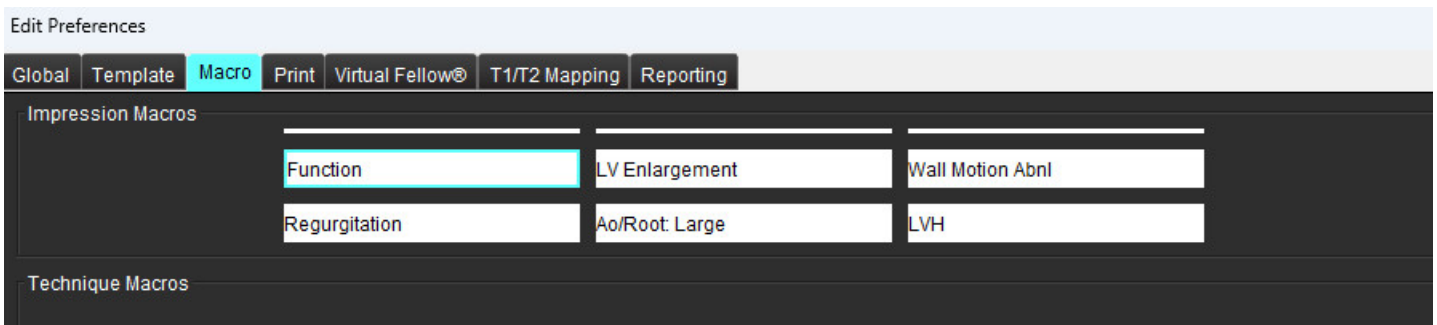 Edit Preferences
Global Template Macro Print Virtual Fellow® T1/T2 Mapping Reporting
Impression Macros
Function LV Enlargement Wall Motion Abnl
Regurgitation Ao/Root: Large LVH
Technique Macros